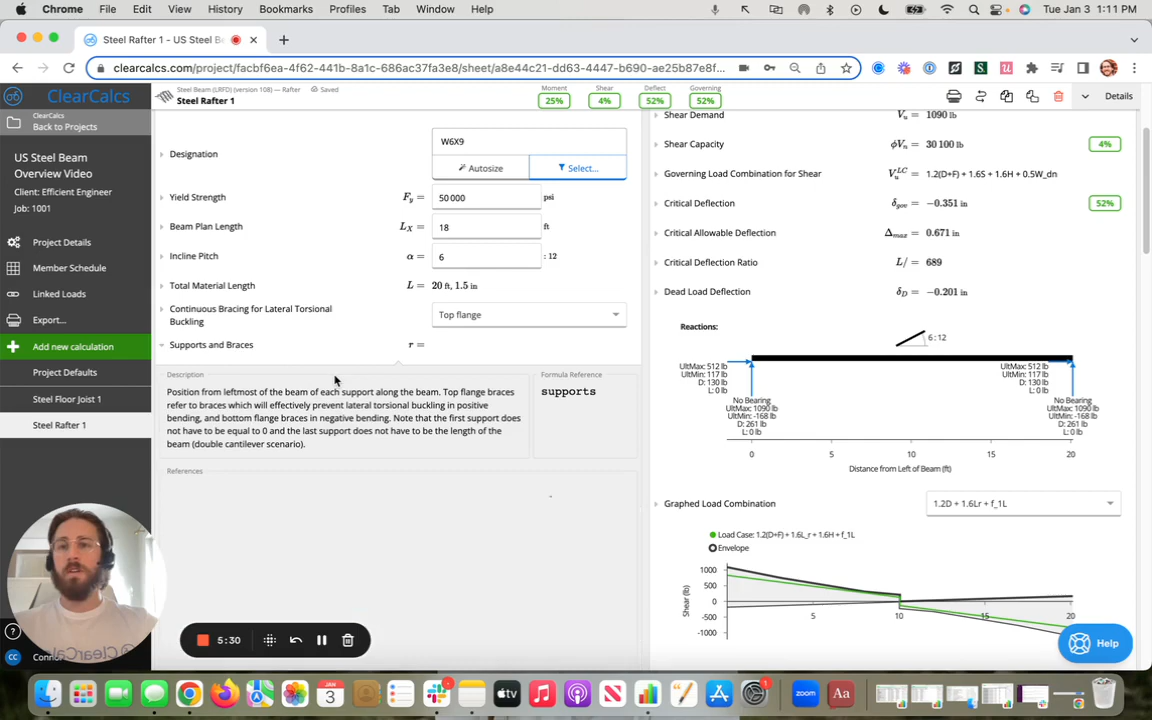 Chrome File Edit View History Bookmarks Profiles Tab Window Help Tue Jan 3 1:11 PM
Steel Rafter 1 - US Steel B
clearcalcs.com/project/facbf6ea-4f62-441b-8a1c-686ac37fa3e8/sheet/a8e44c21-dd63-4447-b690-ae25b87e8f...
ClearCalcs
ClearCalcs
Back to Projects
US Steel Beam
Overview Video
Client: Efficient Engineer
Job: 1001
Project Details
Member Schedule
Linked Loads
Export...
Add new calculation
Project Defaults
Steel Floor Joist 1
Steel Rafter 1
Connor
Steel Beam (LRFD) (version 108) — Rafter Saved
Steel Rafter 1
Moment Shear Deflect Governing
25% 4% 52% 52%
Details
Designation
W6X9
Autosize Select...
Yield Strength Fy = 50 000 psi
Beam Plan Length LX = 18 ft
Incline Pitch α = 6 : 12
Total Material Length L = 20 ft, 1.5 in
Continuous Bracing for Lateral Torsional
Buckling
Top flange
Supports and Braces r =
Description
Position from leftmost of the beam of each support along the beam. Top flange braces
refer to braces which will effectively prevent lateral torsional buckling in positive
bending, and bottom flange braces in negative bending. Note that the first support does
not have to be equal to 0 and the last support does not have to be the length of the
beam (double cantilever scenario).
Formula Reference
supports
References
5:30
Shear Demand Vu = 1090 lb
Shear Capacity ϕVn = 30 100 lb 4%
Governing Load Combination for Shear VuLC = 1.2(D+F) + 1.6S + 1.6H + 0.5W_dn
Critical Deflection δgov = −0.351 in 52%
Critical Allowable Deflection Δmax = 0.671 in
Critical Deflection Ratio L/ = 689
Dead Load Deflection δD = −0.201 in
Reactions:
6:12
UltMax: 512 lb
UltMin: 117 lb
D: 130 lb
L: 0 lb
UltMax: 512 lb
UltMin: 117 lb
D: 130 lb
L: 0 lb
No Bearing
UltMax: 1090 lb
UltMin: -168 lb
D: 261 lb
L: 0 lb
No Bearing
UltMax: 1090 lb
UltMin: -168 lb
D: 261 lb
L: 0 lb
0 5 10 15 20
Distance from Left of Beam (ft)
Graphed Load Combination 1.2D + 1.6Lr + f_1L
Load Case: 1.2(D+F) + 1.6L_r + 1.6H + f_1L
Envelope
Shear (lb)
1000
500
0
-500
-1000
5 10 15 20
Help
JAN
3
zoom
Aa